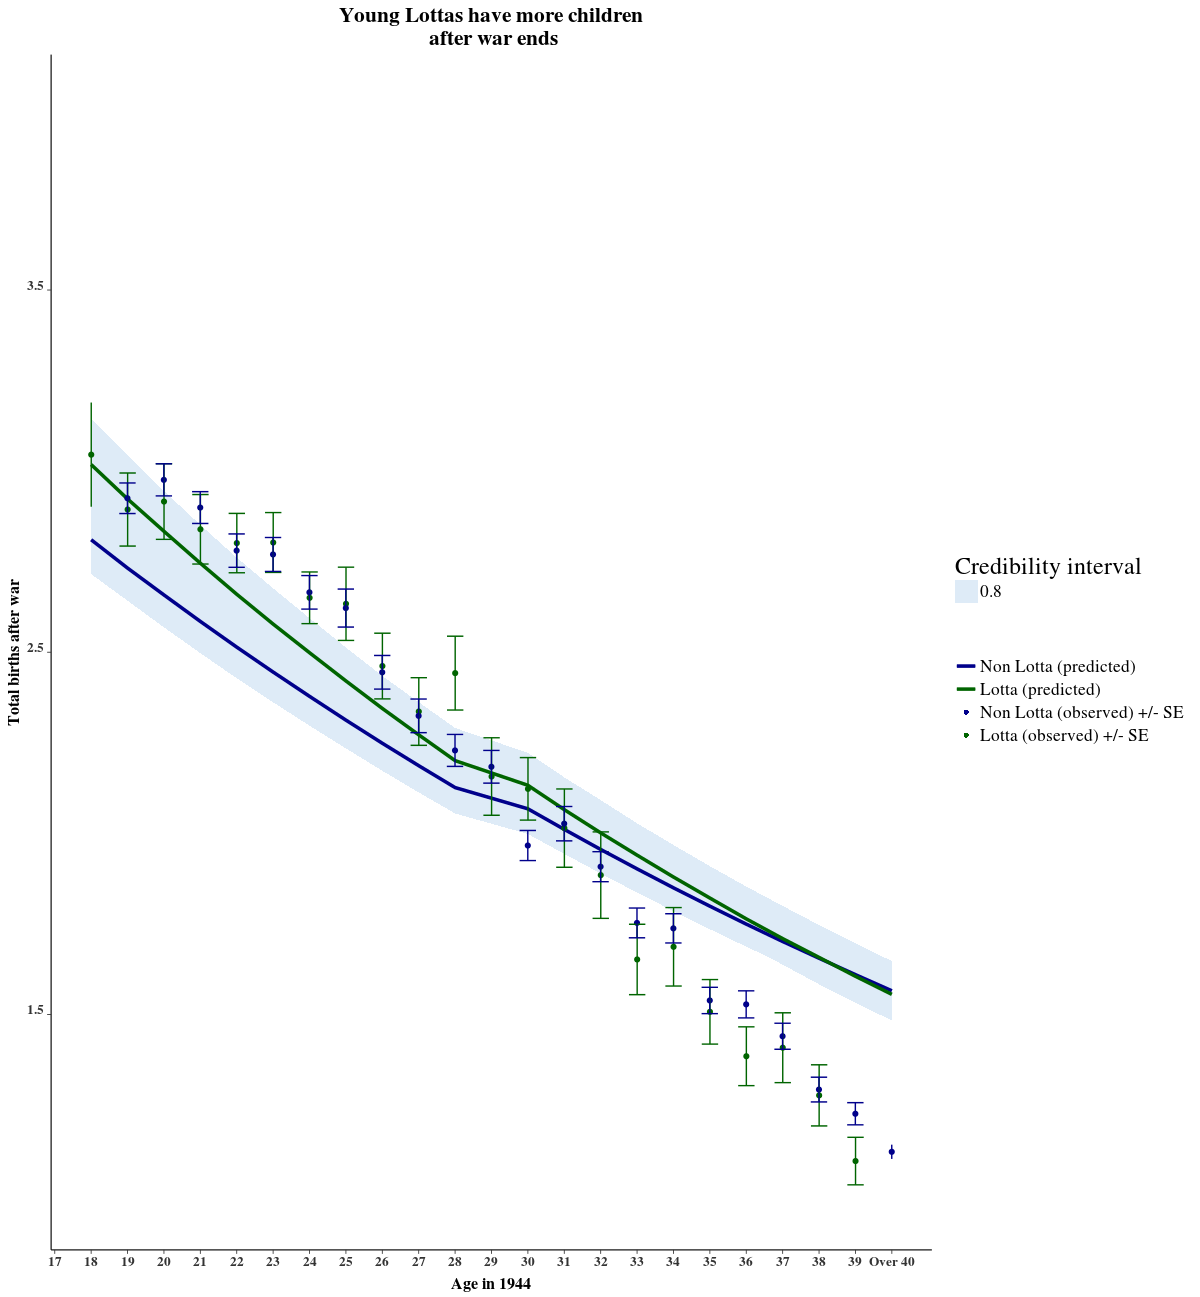 Young Lottas have more children
after war ends
Total births after war
3.5
2.5
1.5
17 18 19 20 21 22 23 24 25 26 27 28 29 30 31 32 33 34 35 36 37 38 39 Over 40
Age in 1944
Credibility interval
0.8
Non Lotta (predicted)
Lotta (predicted)
Non Lotta (observed) +/- SE
Lotta (observed) +/- SE